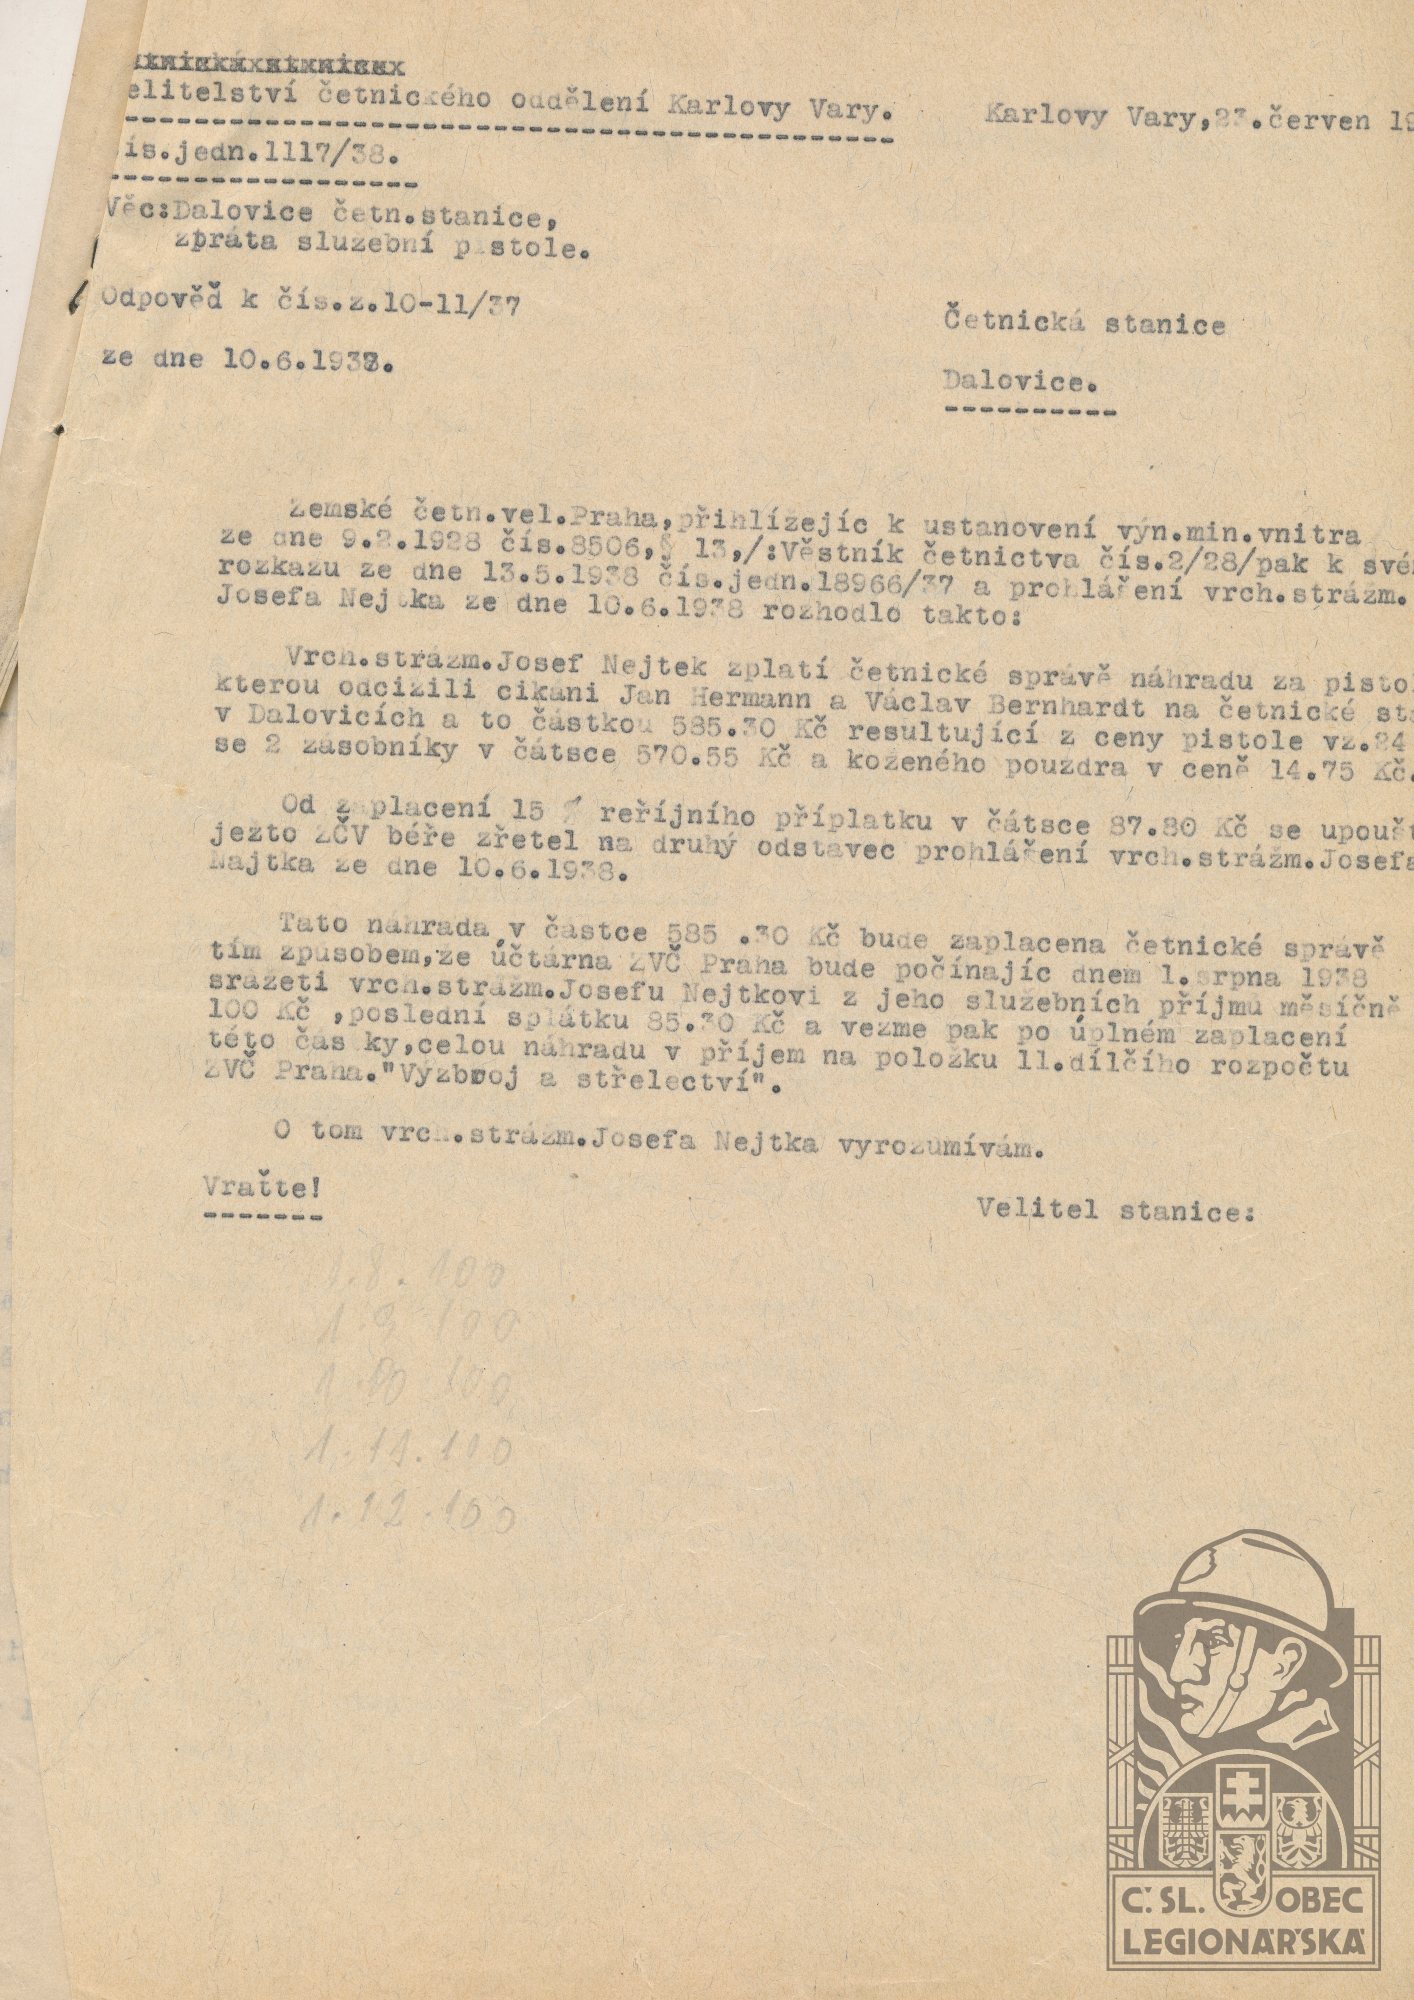 elitelství četnického oddělení Karlovy Vary.
Karlovy Vary,23.červen 19
ís.jedn.1117/38.
Věc:Dalovice četn.stanice,
zpráta sluzební pistole.
Odpověď k čís.z.10-11/37
ze dne 10.6.1938.
Četnická stanice
Dalovice.
Zemské četn.vel.Praha,přihlížejíc k ustanovení výn.min.vnitra
ze dne 9.2.1928 čís.8506,§ 13,/:Věstník četnictva čís.2/28/pak k své
rozkazu ze dne 13.5.1938 čís.jedn.18966/37 a prohlášení vrch.strážm.
Josefa Nejtka ze dne 10.6.1938 rozhodlo takto:
Vrch.strázm.Josef Nejtek zplatí četnické správě náhradu za pisto
kterou odcizili cikáni Jan Hermann a Václav Bernhardt na četnické st
v Dalovicích a to částkou 585.30 Kč resultující z ceny pistole vz.24
se 2 zásobníky v čátsce 570.55 Kč a koženého pouzdra v ceně 14.75 Kč.
Od zaplacení 15 % reříjního příplatku v čátsce 87.80 Kč se upoušt
ježto ZČV béře zřetel na druhý odstavec prohlášení vrch.strážm.Josefa
Najtka ze dne 10.6.1938.
Tato náhrada v částce 585 .30 Kč bude zaplacena četnické správě
tím způsobem,že účtárna ZVČ Praha bude počínajíc dnem 1.srpna 1938
srážeti vrch.strážm.Josefu Nejtkovi z jeho služebních příjmů měsíčně
100 Kč ,poslední splátku 85.30 Kč a vezme pak po úplném zaplacení
této čás ky,celou náhradu v příjem na položku 11.dílčího rozpočtu
ZVČ Praha."Výzbroj a střelectví".
O tom vrch.strážm.Josefa Nejtka vyrozumívám.
Vraťte!
Velitel stanice:
1.8. 100
1.9 100
1.10 100
1.11.100
1.12.100
Č. SL. OBEC
LEGIONÁŘSKÁ